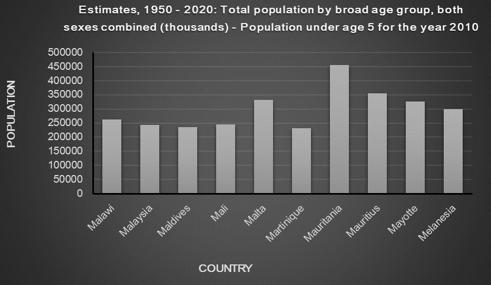 Estimates, 1950 - 2020: Total population by broad age group, both
sexes combined (thousands) - Population under age 5 for the year 2010
POPULATION
500000
450000
400000
350000
300000
250000
200000
150000
100000
50000
0
Malawi
Malaysia
Maldives
Mali
Malta
Martinique
Mauritania
Mauritius
Mayotte
Melanesia
COUNTRY